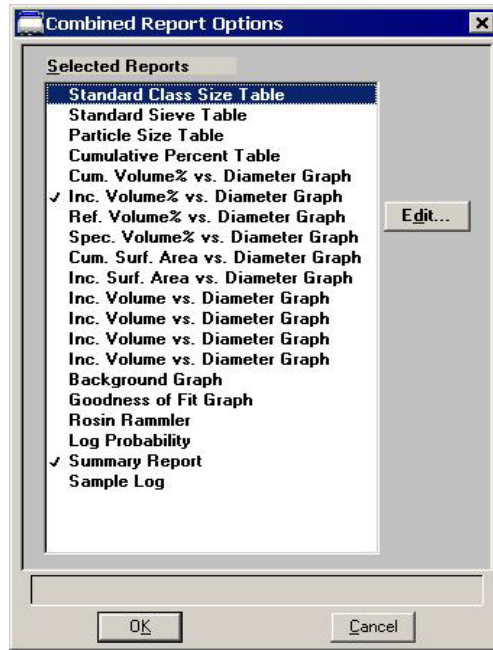 Combined Report Options
Selected Reports
Standard Class Size Table
Standard Sieve Table
Particle Size Table
Cumulative Percent Table
Cum. Volume% vs. Diameter Graph
✓ Inc. Volume% vs. Diameter Graph
Ref. Volume% vs. Diameter Graph
Spec. Volume% vs. Diameter Graph
Cum. Surf. Area vs. Diameter Graph
Inc. Surf. Area vs. Diameter Graph
Inc. Volume vs. Diameter Graph
Inc. Volume vs. Diameter Graph
Inc. Volume vs. Diameter Graph
Inc. Volume vs. Diameter Graph
Background Graph
Goodness of Fit Graph
Rosin Rammler
Log Probability
✓ Summary Report
Sample Log
Edit...
OK
Cancel